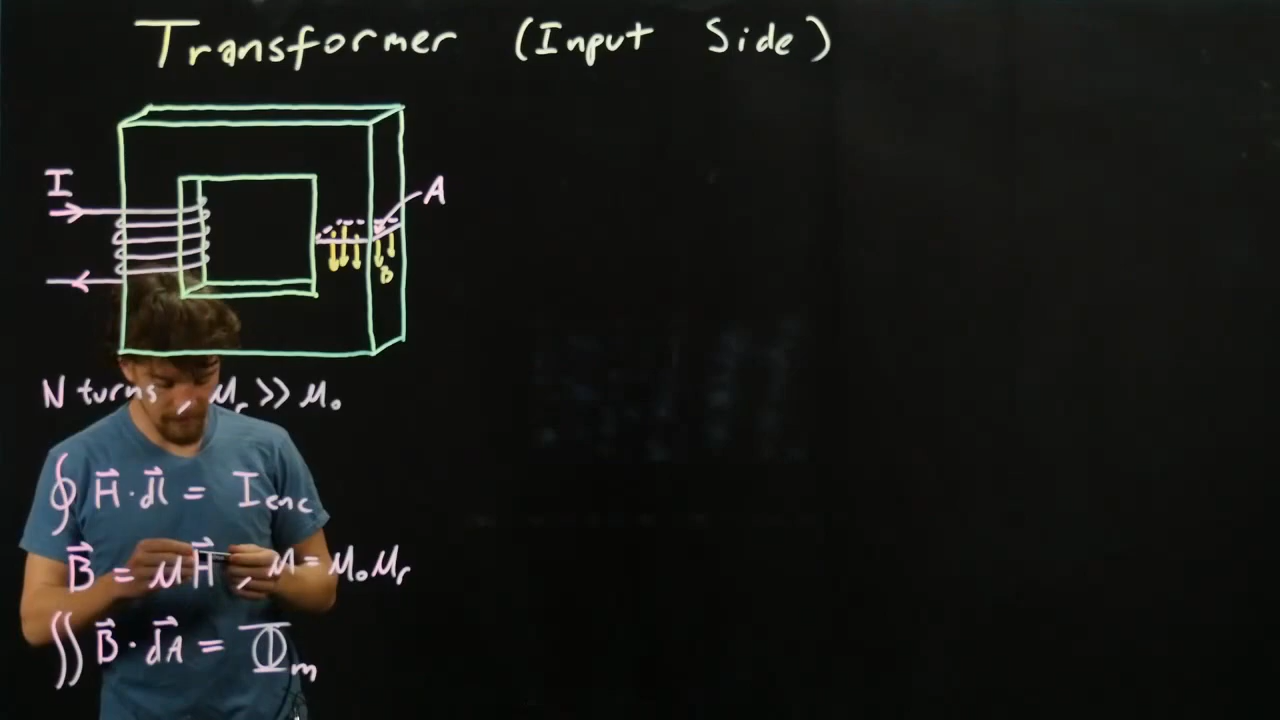 Transformer (Input Side)
I
A
B
N turns, μr >> μ₀
∮ H⃗ · dl⃗ = Ienc
B⃗ = μH⃗, μ = μ₀μr
∬ B⃗ · dA⃗ = Φm